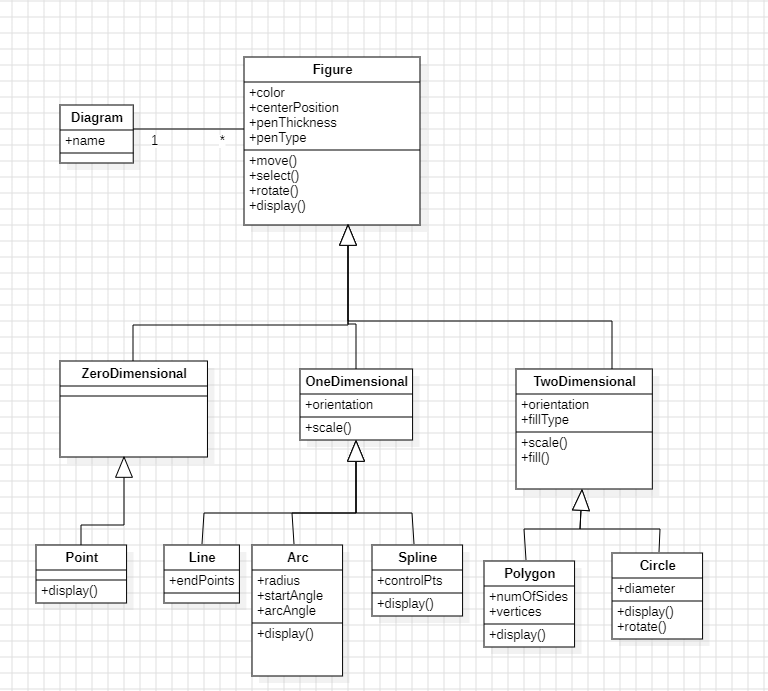 Figure
+color
+centerPosition
+penThickness
+penType
+move()
+select()
+rotate()
+display()
Diagram
+name
1
*
ZeroDimensional
OneDimensional
+orientation
+scale()
TwoDimensional
+orientation
+fillType
+scale()
+fill()
Point
+display()
Line
+endPoints
Arc
+radius
+startAngle
+arcAngle
+display()
Spline
+controlPts
+display()
Polygon
+numOfSides
+vertices
+display()
Circle
+diameter
+display()
+rotate()